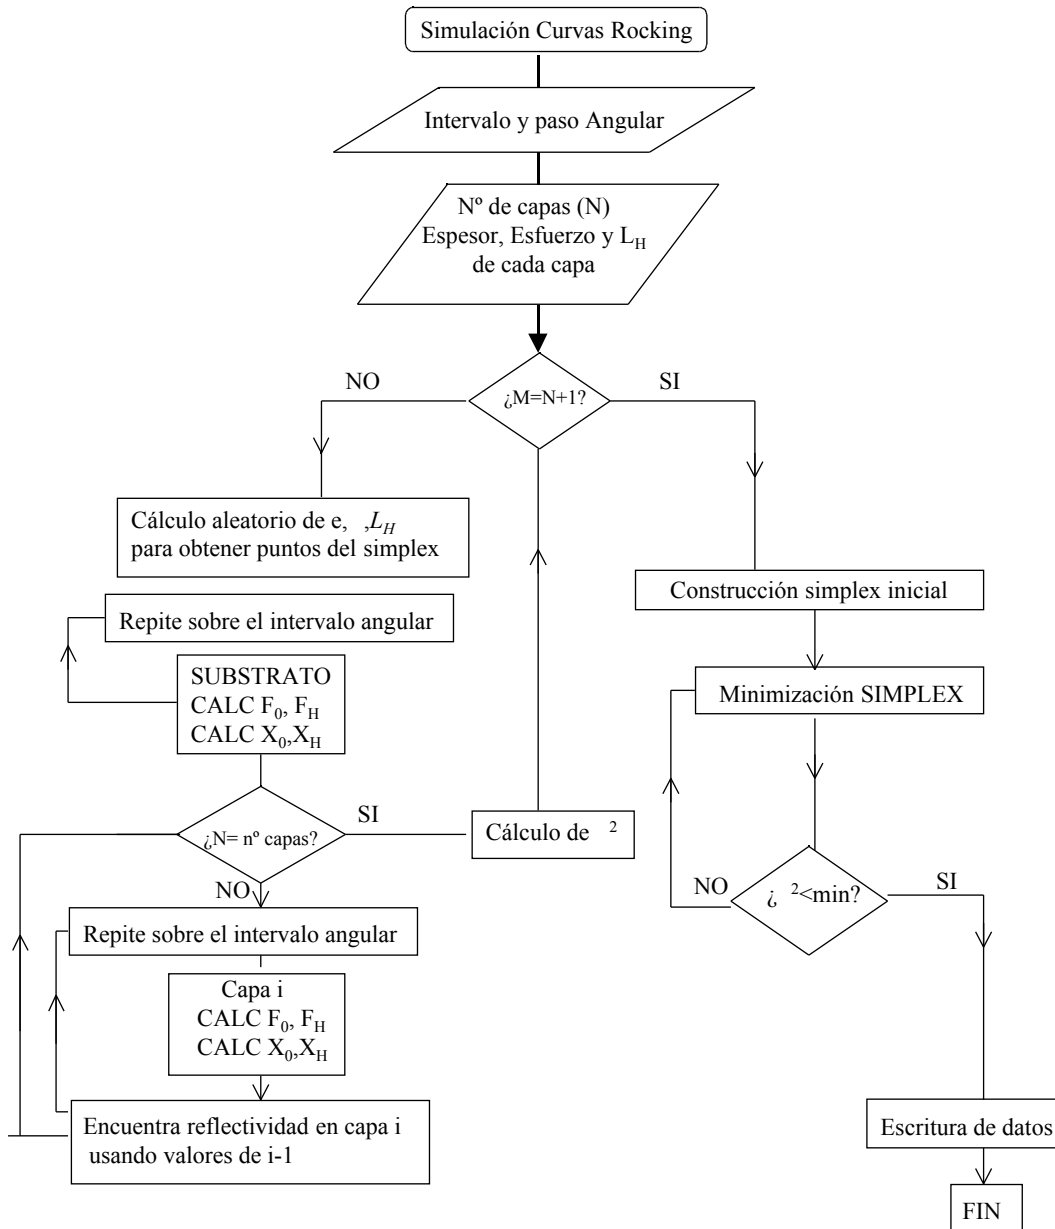 Simulación Curvas Rocking
Intervalo y paso Angular
Nº de capas (N)
Espesor, Esfuerzo y L_H
de cada capa
¿M=N+1?
NO
SI
Cálculo aleatorio de e, ,L_H
para obtener puntos del simplex
Repite sobre el intervalo angular
SUBSTRATO
CALC F_0, F_H
CALC X_0,X_H
¿N= nº capas?
SI
NO
Cálculo de ²
Repite sobre el intervalo angular
Capa i
CALC F_0, F_H
CALC X_0,X_H
Encuentra reflectividad en capa i
usando valores de i-1
Construcción simplex inicial
Minimización SIMPLEX
¿ ²<min?
NO
SI
Escritura de datos
FIN